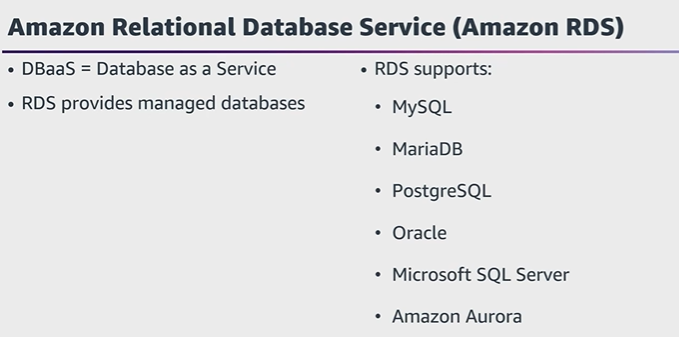 Amazon Relational Database Service (Amazon RDS)
• DBaaS = Database as a Service
• RDS provides managed databases
• RDS supports:
• MySQL
• MariaDB
• PostgreSQL
• Oracle
• Microsoft SQL Server
• Amazon Aurora